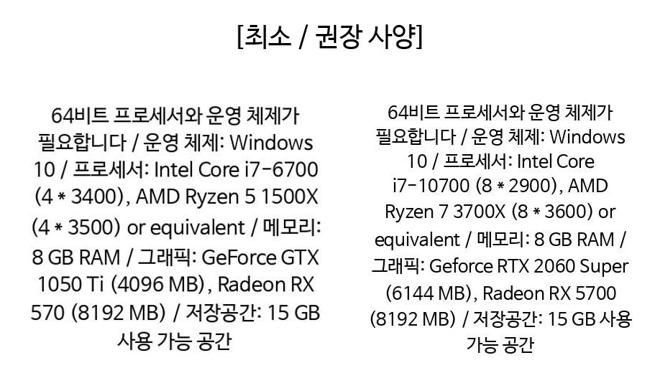 [최소 / 권장 사양]
64비트 프로세서와 운영 체제가
필요합니다 / 운영 체제: Windows
10 / 프로세서: Intel Core i7-6700
(4 * 3400), AMD Ryzen 5 1500X
(4 * 3500) or equivalent / 메모리:
8 GB RAM / 그래픽: GeForce GTX
1050 Ti (4096 MB), Radeon RX
570 (8192 MB) / 저장공간: 15 GB
사용 가능 공간
64비트 프로세서와 운영 체제가
필요합니다 / 운영 체제: Windows
10 / 프로세서: Intel Core
i7-10700 (8 * 2900), AMD
Ryzen 7 3700X (8 * 3600) or
equivalent / 메모리: 8 GB RAM /
그래픽: Geforce RTX 2060 Super
(6144 MB), Radeon RX 5700
(8192 MB) / 저장공간: 15 GB 사용
가능 공간